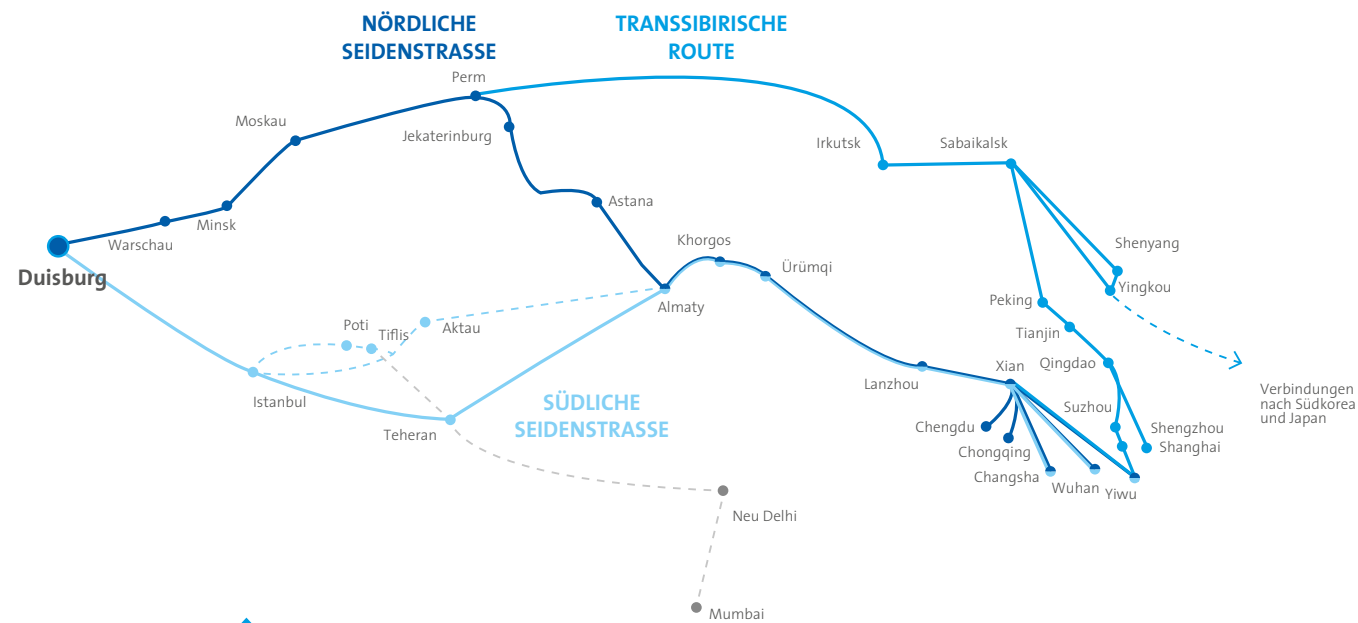 NÖRDLICHE
SEIDENSTRASSE
TRANSSIBIRISCHE
ROUTE
Perm
Moskau
Jekaterinburg
Irkutsk
Sabaikalsk
Astana
Minsk
Warschau
Khorgos
Shenyang
Duisburg
Ürümqi
Yingkou
Almaty
Peking
Poti
Tiflis
Aktau
Tianjin
Qingdao
Xian
Lanzhou
Verbindungen
nach Südkorea
und Japan
Istanbul
SÜDLICHE
SEIDENSTRASSE
Suzhou
Teheran
Chengdu
Shengzhou
Shanghai
Chongqing
Changsha
Wuhan
Yiwu
Neu Delhi
Mumbai